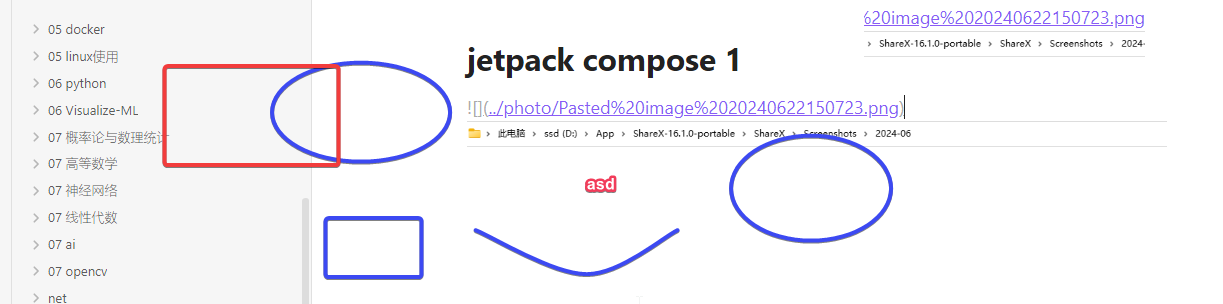 05 docker
05 linux使用
06 python
06 Visualize-ML
07 概率论与数理统计
07 高等数学
07 神经网络
07 线性代数
07 ai
07 opencv
net
%20image%2020240622150723.png
ShareX-16.1.0-portable › ShareX › Screenshots › 2024-
jetpack compose 1
![](../photo/Pasted%20image%2020240622150723.png)
› 此电脑 › ssd (D:) › App › ShareX-16.1.0-portable › ShareX › Screenshots › 2024-06
asd